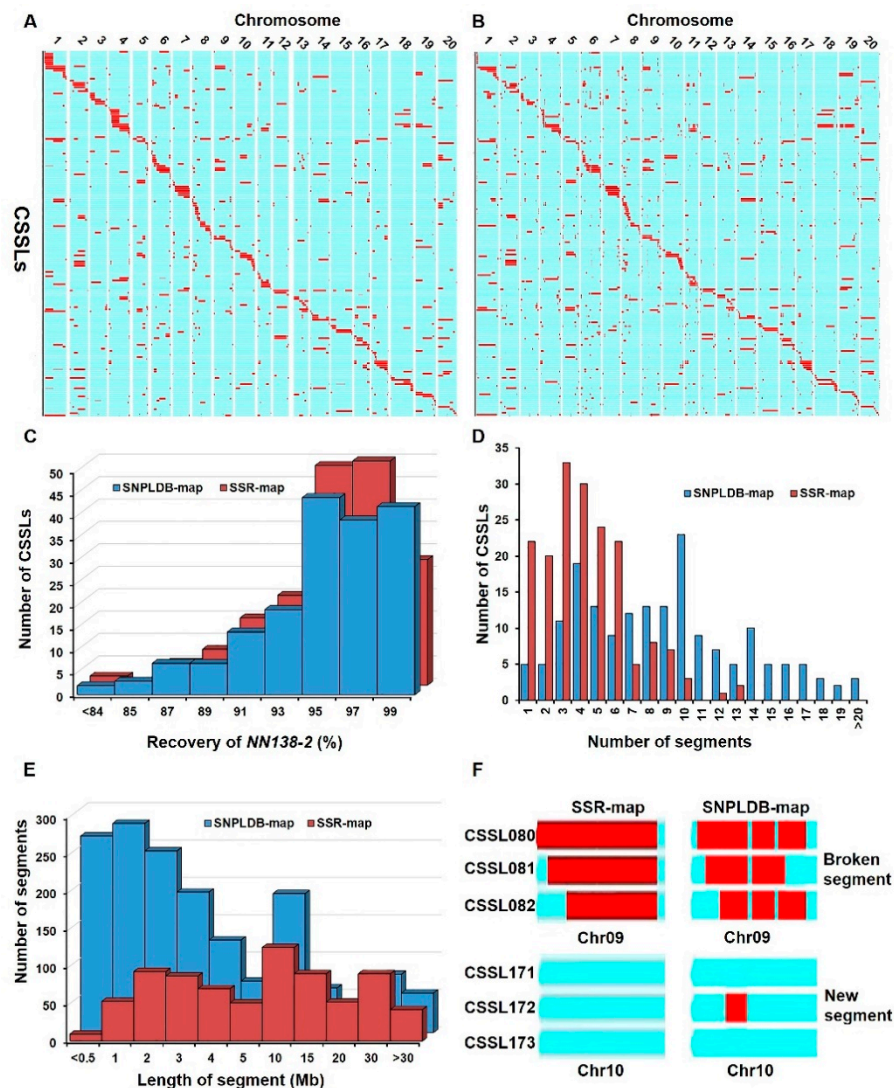 A
Chromosome
1 2 3 4 5 6 7 8 9 10 11 12 13 14 15 16 17 18 19 20
CSSLs
B
Chromosome
1 2 3 4 5 6 7 8 9 10 11 12 13 14 15 16 17 18 19 20
C
50
45
40
35
30
25
20
15
10
5
0
SNPLDB-map
SSR-map
Number of CSSLs
<84 85 87 89 91 93 95 97 99
Recovery of NN138-2 (%)
D
35
30
25
20
15
10
5
0
SNPLDB-map
SSR-map
Number of CSSLs
1 2 3 4 5 6 7 8 9 10 11 12 13 14 15 16 17 18 19 >20
Number of segments
E
300
250
200
150
100
50
0
SNPLDB-map
SSR-map
Number of segments
<0.5 1 2 3 4 5 10 15 20 30 >30
Length of segment (Mb)
F
SSR-map
SNPLDB-map
CSSL080
CSSL081
CSSL082
Broken
segment
Chr09
Chr09
CSSL171
CSSL172
CSSL173
New
segment
Chr10
Chr10